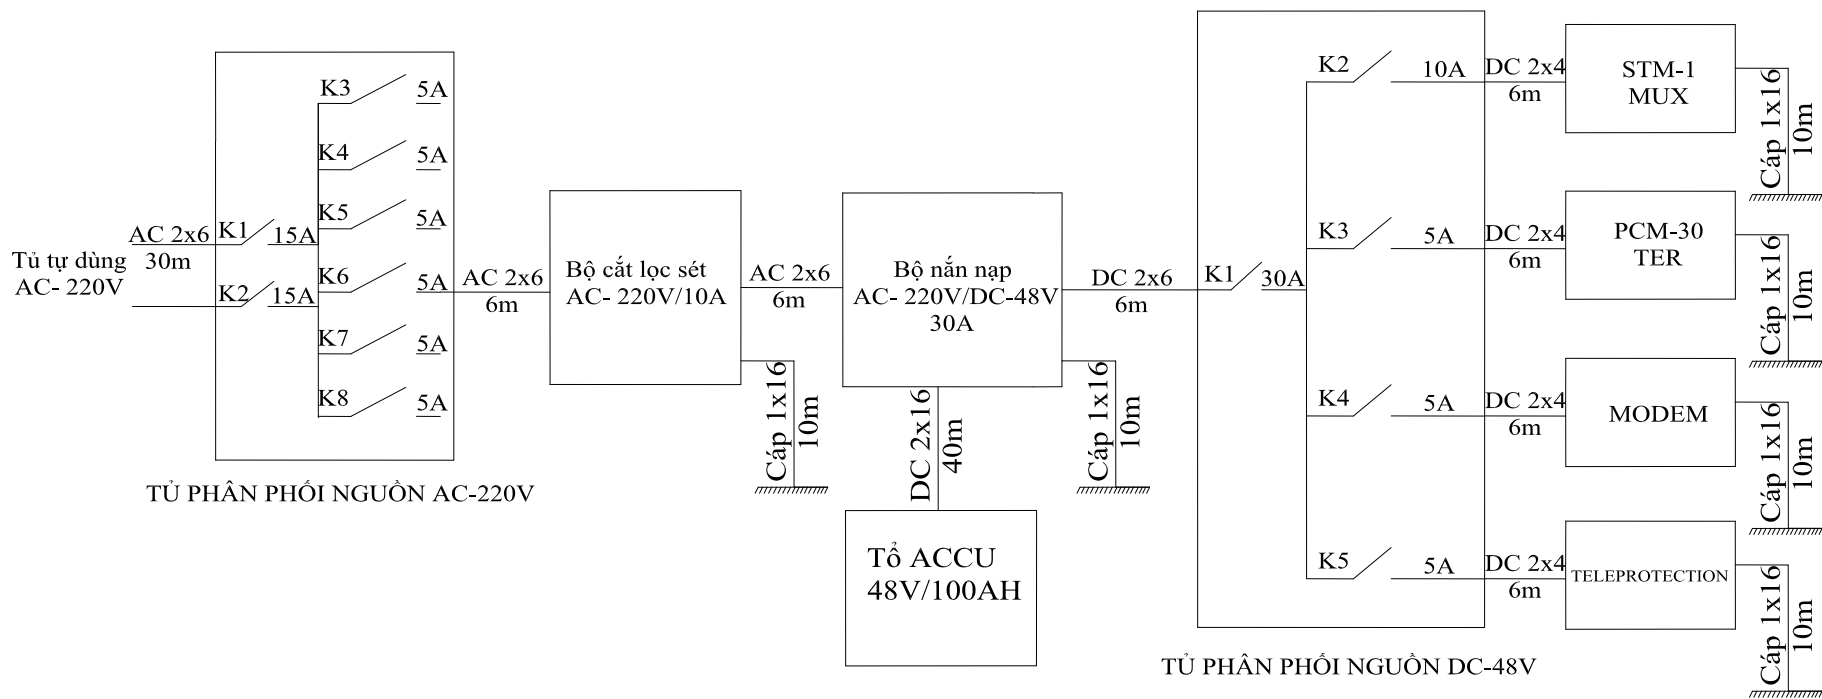 Tủ tự dùng
AC- 220V
AC 2x6
30m
K1
15A
K2
15A
K3
5A
K4
5A
K5
5A
K6
5A
K7
5A
K8
5A
TỦ PHÂN PHỐI NGUỒN AC-220V
AC 2x6
6m
Bộ cắt lọc sét
AC- 220V/10A
Cáp 1x16
10m
AC 2x6
6m
Bộ nắn nạp
AC- 220V/DC-48V
30A
Cáp 1x16
10m
DC 2x16
40m
Tổ ACCU
48V/100AH
DC 2x6
6m
K1
30A
K2
10A
DC 2x4
6m
STM-1
MUX
Cáp 1x16
10m
K3
5A
DC 2x4
6m
PCM-30
TER
Cáp 1x16
10m
K4
5A
DC 2x4
6m
MODEM
Cáp 1x16
10m
K5
5A
DC 2x4
6m
TELEPROTECTION
Cáp 1x16
10m
TỦ PHÂN PHỐI NGUỒN DC-48V